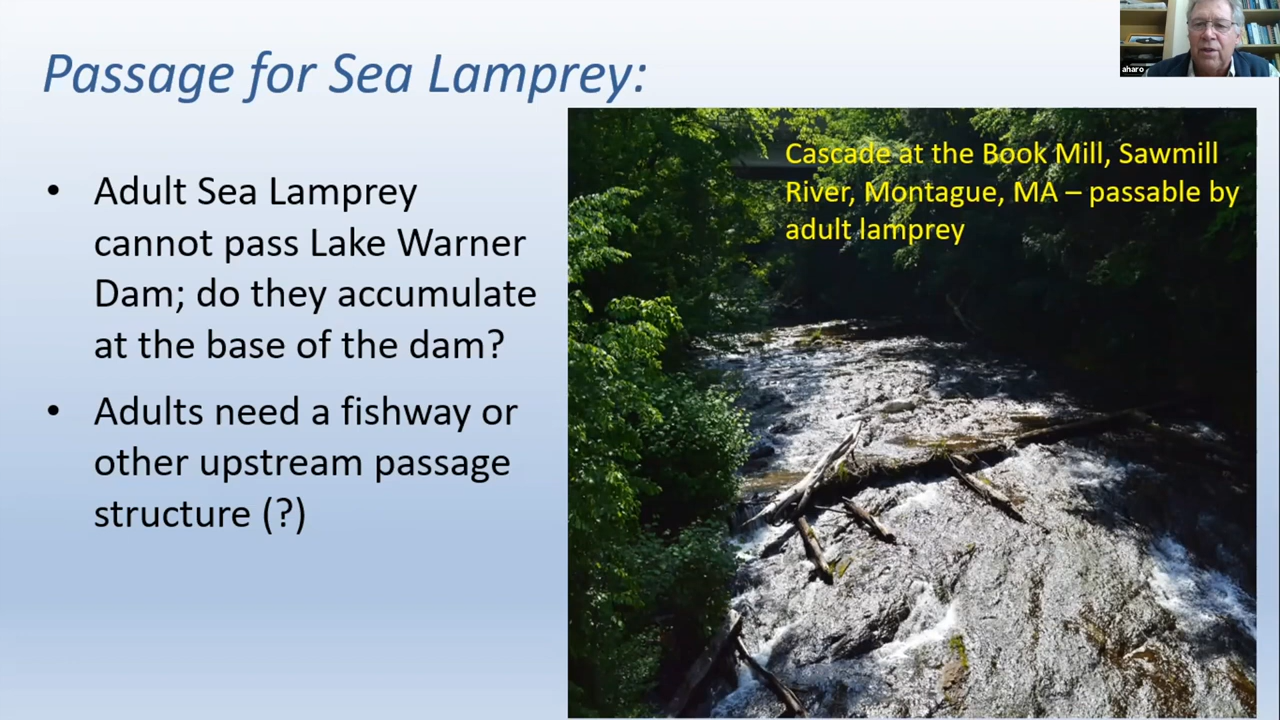 Passage for Sea Lamprey:
• Adult Sea Lamprey
cannot pass Lake Warner
Dam; do they accumulate
at the base of the dam?
• Adults need a fishway or
other upstream passage
structure (?)
Cascade at the Book Mill, Sawmill
River, Montague, MA – passable by
adult lamprey
aharo